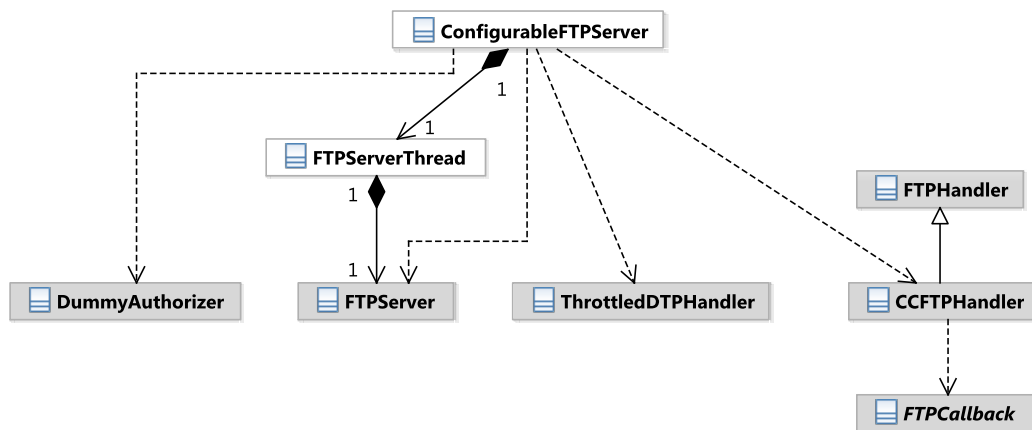 ConfigurableFTPServer
1
1
FTPServerThread
1
FTPHandler
1
DummyAuthorizer
FTPServer
ThrottledDTPHandler
CCFTPHandler
FTPCallback